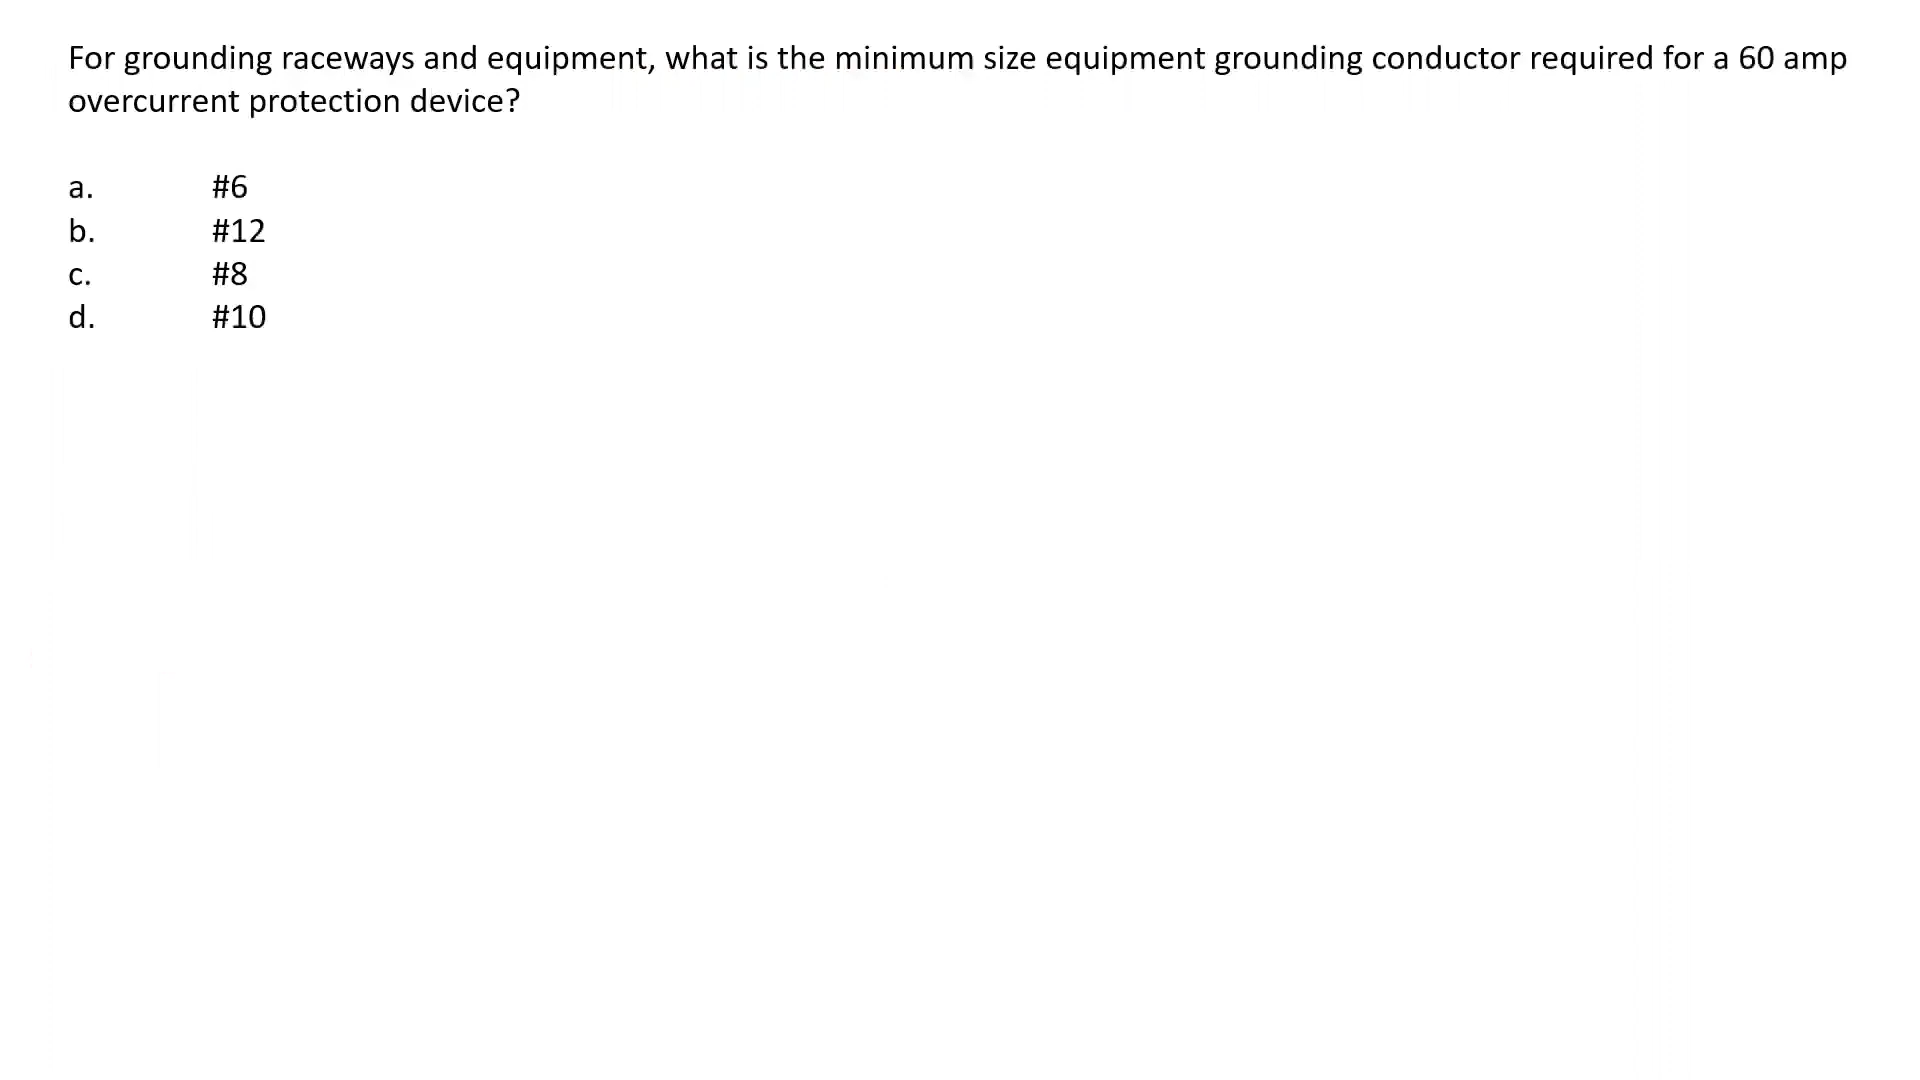 For grounding raceways and equipment, what is the minimum size equipment grounding conductor required for a 60 amp
overcurrent protection device?
a. #6
b. #12
c. #8
d. #10